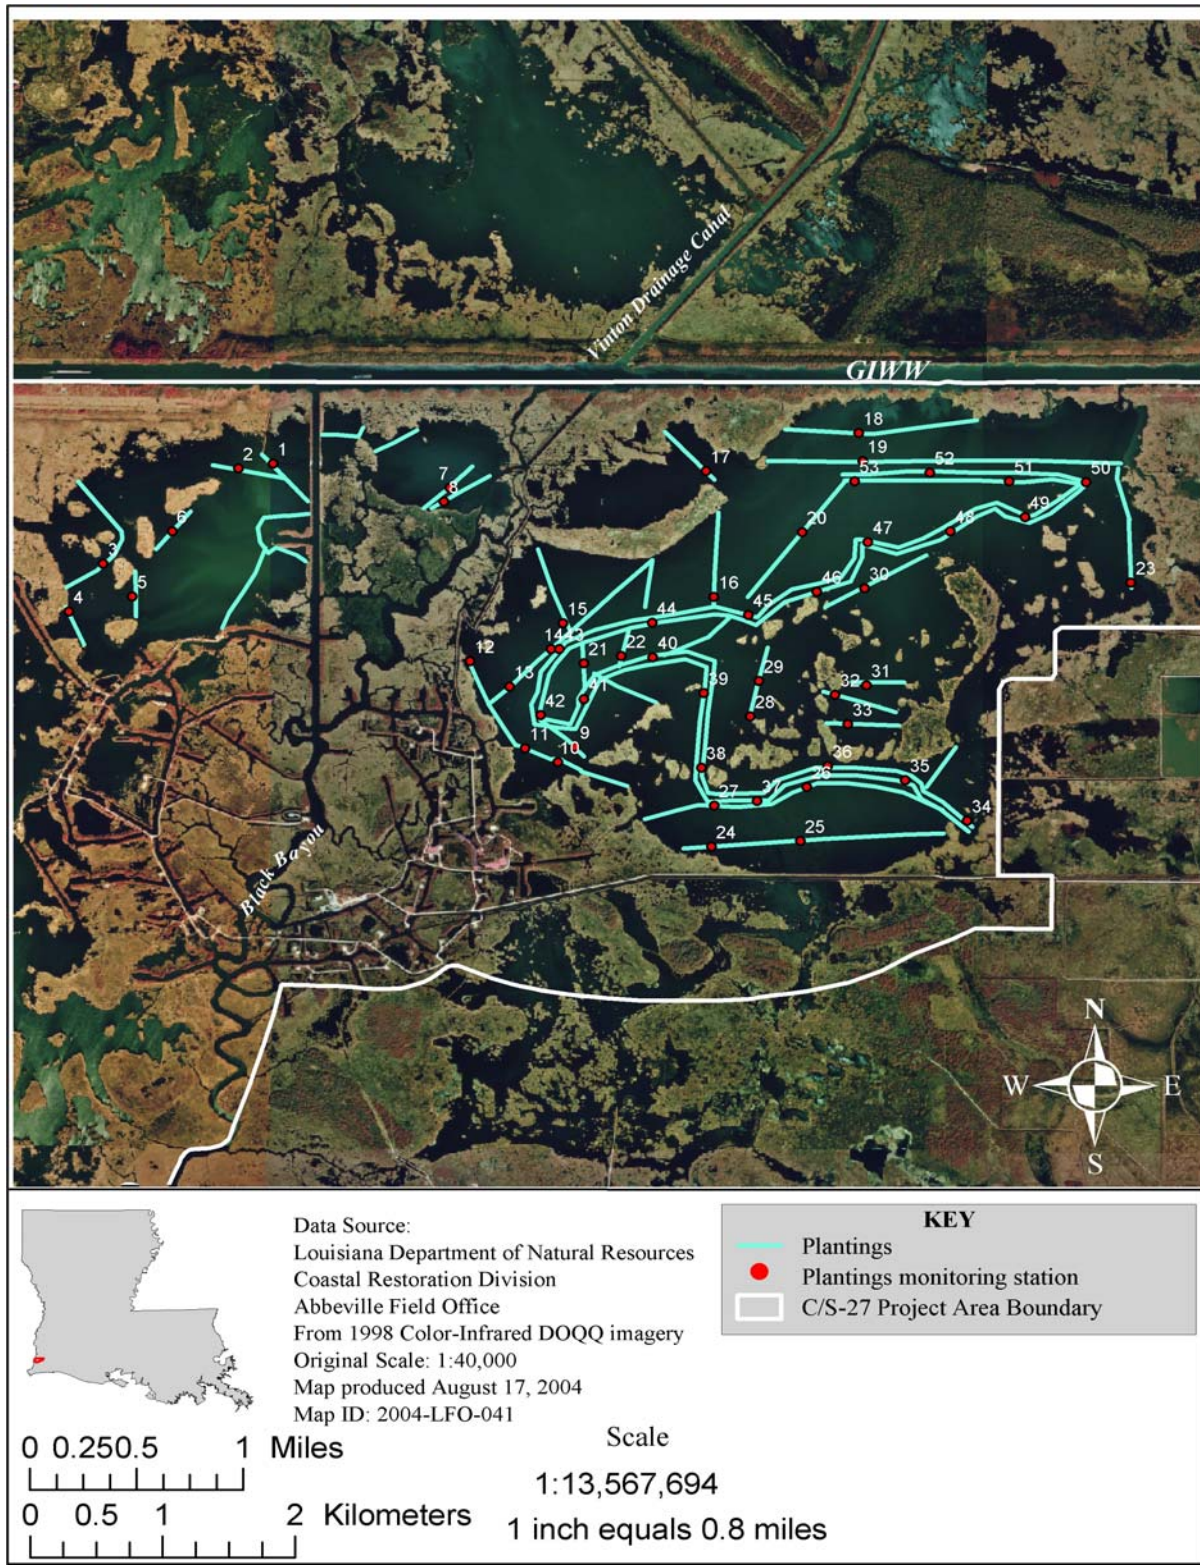 Vinton Drainage Canal
GIWW
18
17
19
1
2
52
53
51
50
7
8
49
6
20
48
47
3
46
30
23
5
4
16
15
44
45
14
43
12
21
22
40
29
31
13
32
39
41
42
28
33
11
9
10
38
36
35
27
37
26
34
24
25
Black Bayou
N
W E
S
Data Source:
Louisiana Department of Natural Resources
Coastal Restoration Division
Abbeville Field Office
From 1998 Color-Infrared DOQQ imagery
Original Scale: 1:40,000
Map produced August 17, 2004
Map ID: 2004-LFO-041
KEY
Plantings
Plantings monitoring station
C/S-27 Project Area Boundary
0 0.25 0.5 1 Miles
0 0.5 1 2 Kilometers
Scale
1:13,567,694
1 inch equals 0.8 miles